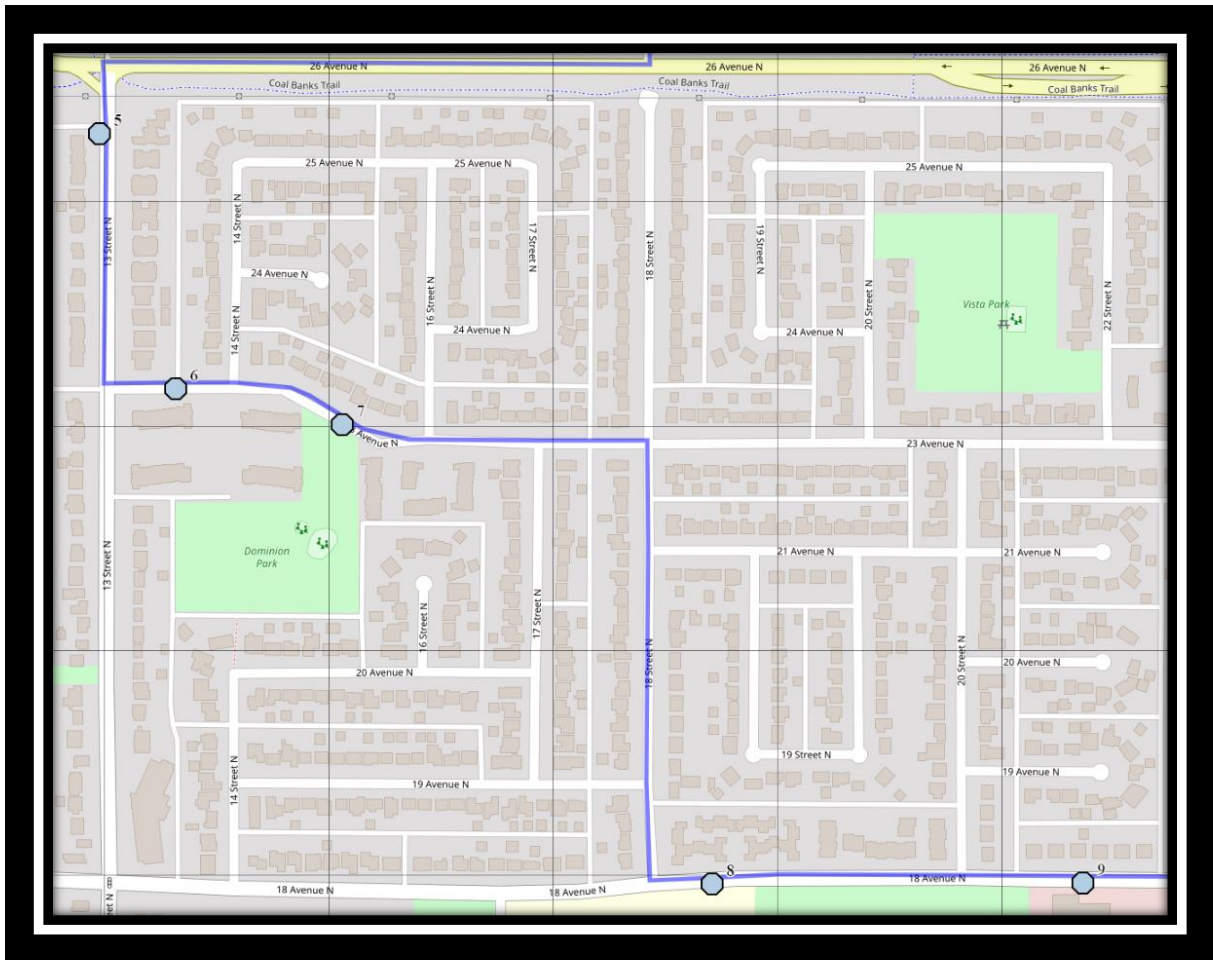 26 Avenue N
26 Avenue N
26 Avenue N
Coal Banks Trail
Coal Banks Trail
Coal Banks Trail
5
25 Avenue N
25 Avenue N
25 Avenue N
14 Street N
13 Street N
17 Street N
18 Street N
19 Street N
24 Avenue N
16 Street N
20 Street N
22 Street N
Vista Park
14 Street N
24 Avenue N
24 Avenue N
6
7
Avenue N
23 Avenue N
Dominion
Park
13 Street N
21 Avenue N
21 Avenue N
16 Street N
17 Street N
18 Street N
20 Street N
20 Avenue N
20 Avenue N
19 Street N
14 Street N
19 Avenue N
19 Avenue N
8
9
18 Avenue N
18 Avenue N
18 Avenue N
et N